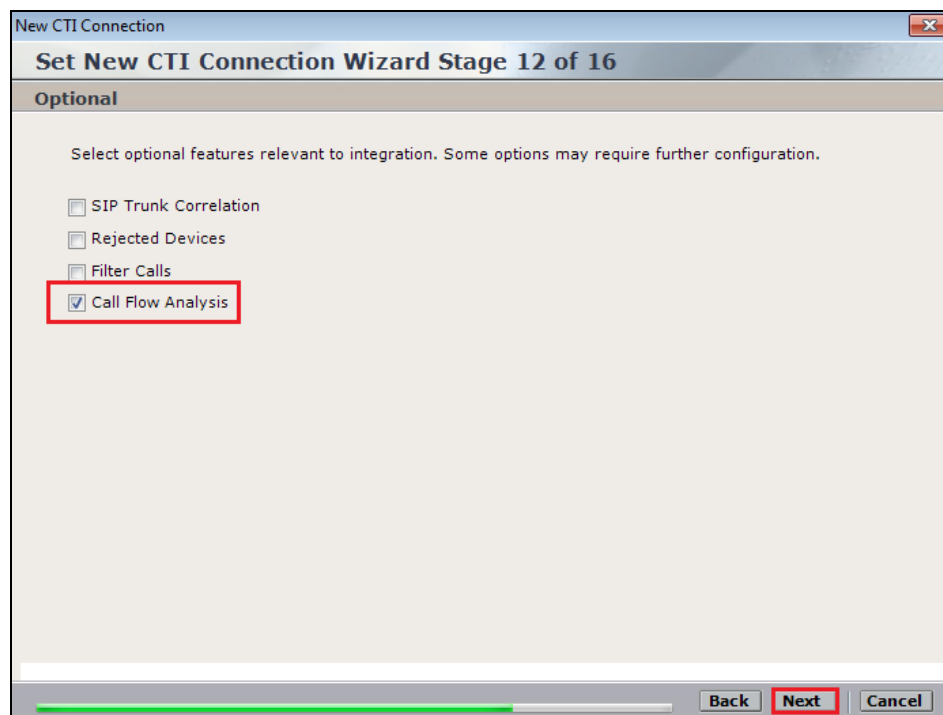 New CTI Connection
Set New CTI Connection Wizard Stage 12 of 16
Optional
Select optional features relevant to integration. Some options may require further configuration.
SIP Trunk Correlation
Rejected Devices
Filter Calls
Call Flow Analysis
Back Next Cancel